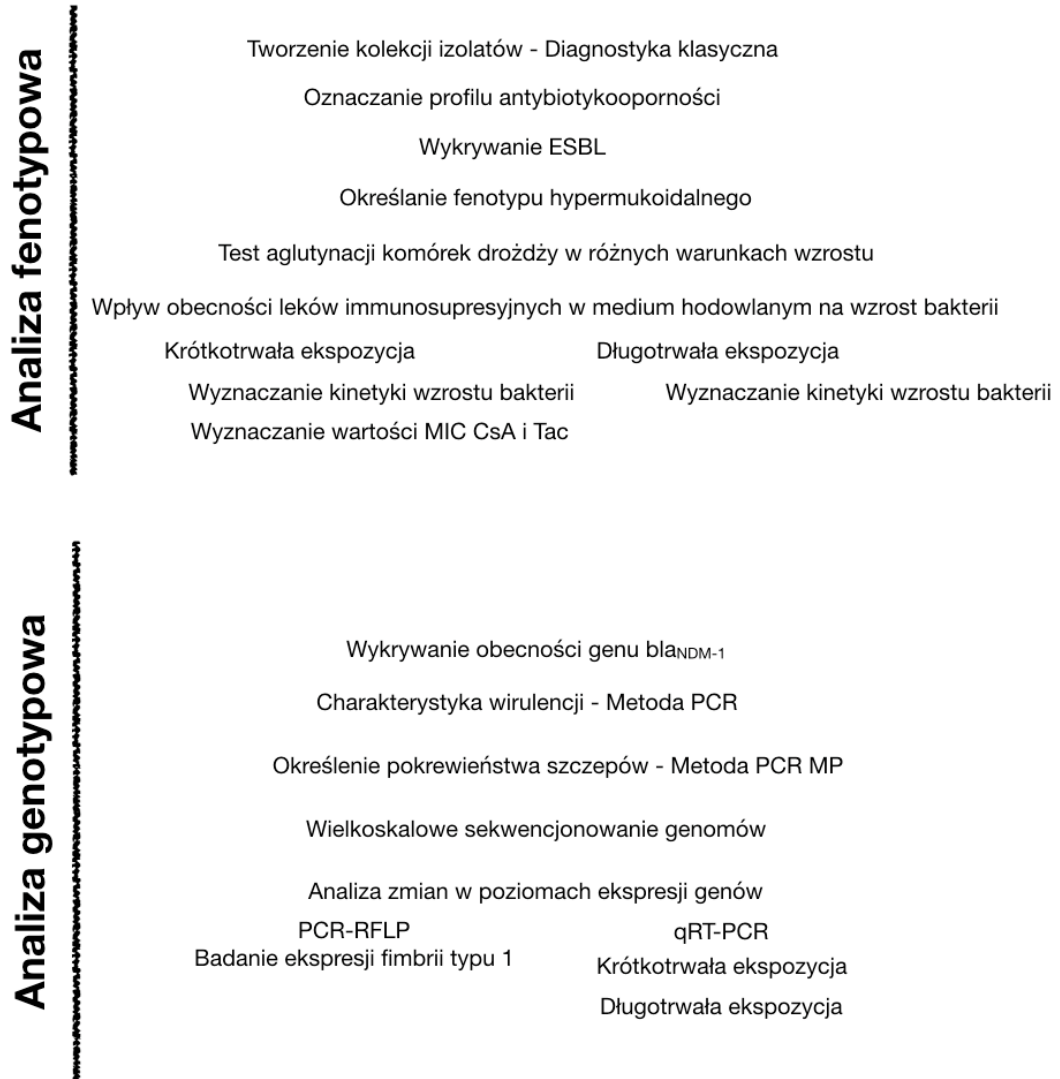 Analiza fenotypowa
Tworzenie kolekcji izolatów - Diagnostyka klasyczna
Oznaczanie profilu antybiotykooporności
Wykrywanie ESBL
Określanie fenotypu hypermukoidalnego
Test aglutynacji komórek drożdży w różnych warunkach wzrostu
Wpływ obecności leków immunosupresyjnych w medium hodowlanym na wzrost bakterii
Krótkotrwała ekspozycja
Długotrwała ekspozycja
Wyznaczanie kinetyki wzrostu bakterii
Wyznaczanie kinetyki wzrostu bakterii
Wyznaczanie wartości MIC CsA i Tac
Analiza genotypowa
Wykrywanie obecności genu blaNDM-1
Charakterystyka wirulencji - Metoda PCR
Określenie pokrewieństwa szczepów - Metoda PCR MP
Wielkoskalowe sekwencjonowanie genomów
Analiza zmian w poziomach ekspresji genów
PCR-RFLP
Badanie ekspresji fimbrii typu 1
qRT-PCR
Krótkotrwała ekspozycja
Długotrwała ekspozycja